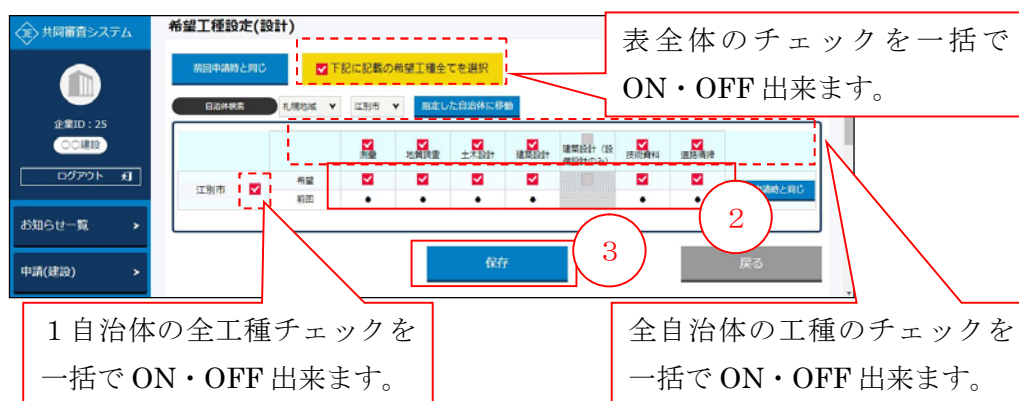 共同審査システム
企業ID：25
〇〇建設
ログアウト
お知らせ一覧 >
申請(建設) >
希望工種設定(設計)
前回申請時と同じ
下記に記載の希望工種全てを選択
自治体検索 札幌地域 ▼ 江別市 ▼ 指定した自治体に移動
測量 地質調査 土木設計 建築設計 建築設計（設備設計のみ） 技術資料 道路清掃
江別市 希望
前回 ● ● ● ● ● ●
請時と同じ
②
保存
③
戻る
表全体のチェックを一括で
ON・OFF 出来ます。
１自治体の全工種チェックを
一括で ON・OFF 出来ます。
全自治体の工種のチェックを
一括で ON・OFF 出来ます。